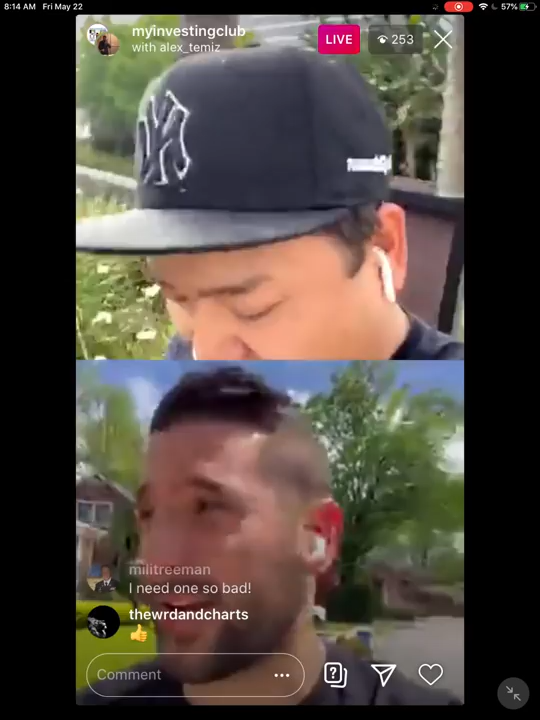 8:14 AM Fri May 22
57%
myinvestingclub
with alex_temiz
LIVE
253
NY
militreeman
I need one so bad!
thewrdandcharts
Comment